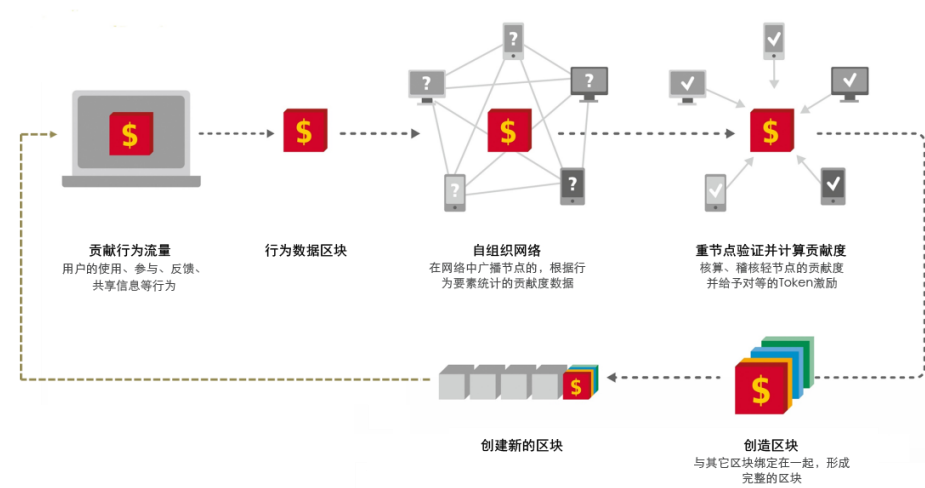 $
$
?
?
?
$
?
?
$
贡献行为流量
用户的使用、参与、反馈、
共享信息等行为
行为数据区块
自组织网络
在网络中广播节点的，根据行
为要素统计的贡献度数据
重节点验证并计算贡献度
核算、稽核轻节点的贡献度
并给予对等的Token激励
$
$
创建新的区块
创造区块
与其它区块绑定在一起，形成
完整的区块